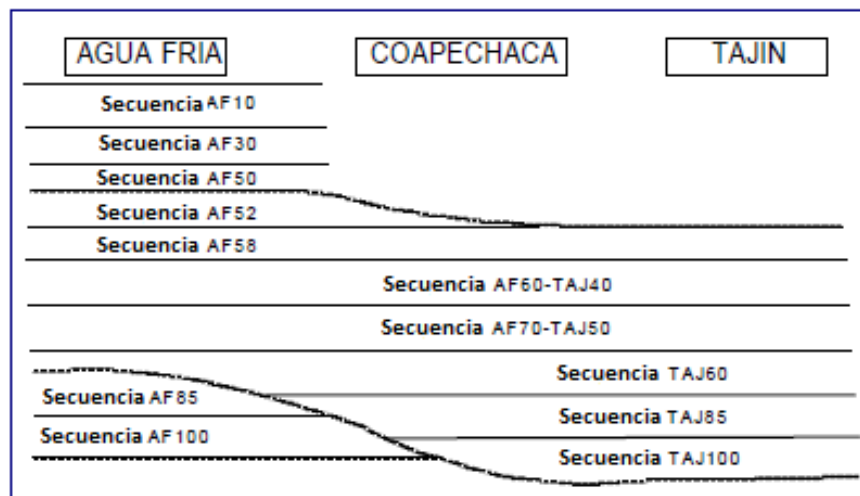 AGUA FRIA COAPECHACA TAJIN
Secuencia AF10
Secuencia AF30
Secuencia AF50
Secuencia AF52
Secuencia AF58
Secuencia AF60-TAJ40
Secuencia AF70-TAJ50
Secuencia TAJ60
Secuencia AF85
Secuencia TAJ85
Secuencia AF100
Secuencia TAJ100